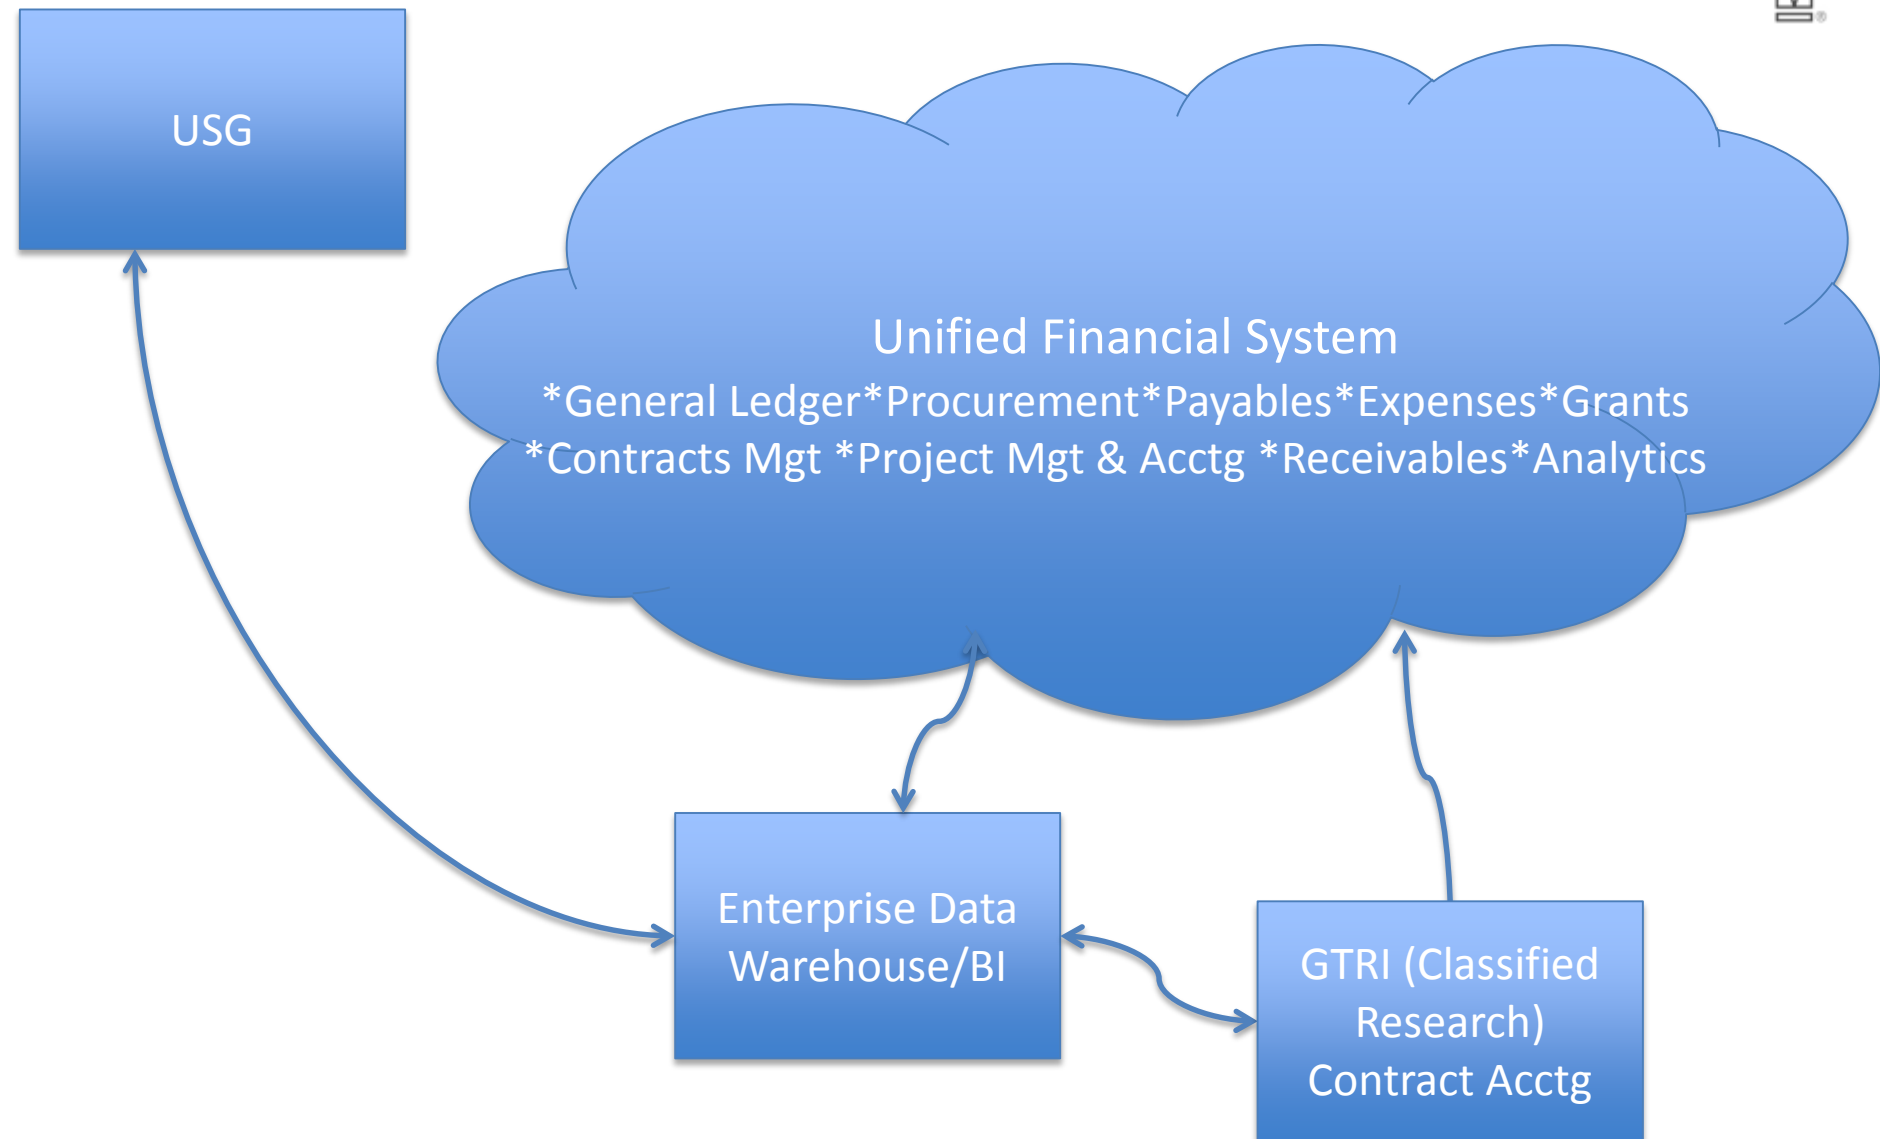 USG
Unified Financial System
*General Ledger*Procurement*Payables*Expenses*Grants
*Contracts Mgt *Project Mgt & Acctg *Receivables*Analytics
Enterprise Data
Warehouse/BI
GTRI (Classified
Research)
Contract Acctg